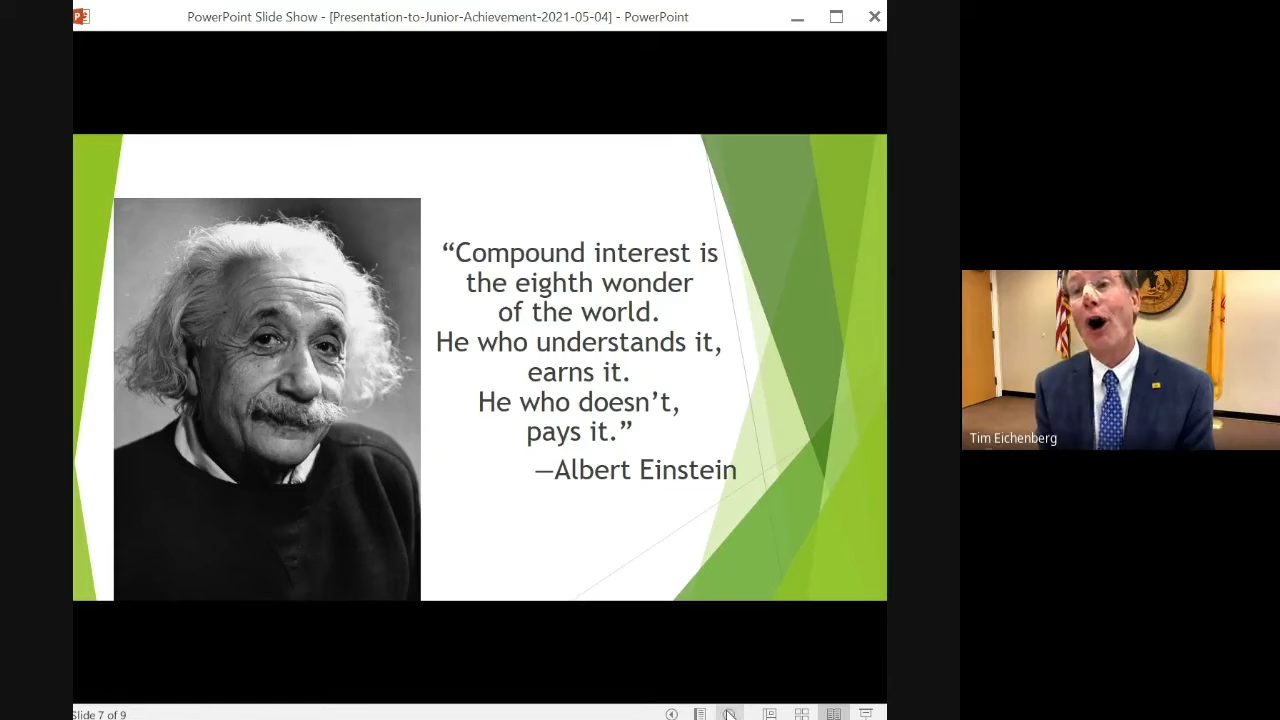 PowerPoint Slide Show - [Presentation-to-Junior-Achievement-2021-05-04] - PowerPoint
“Compound interest is
the eighth wonder
of the world.
He who understands it,
earns it.
He who doesn’t,
pays it.”
—Albert Einstein
Tim Eichenberg
Slide 7 of 9